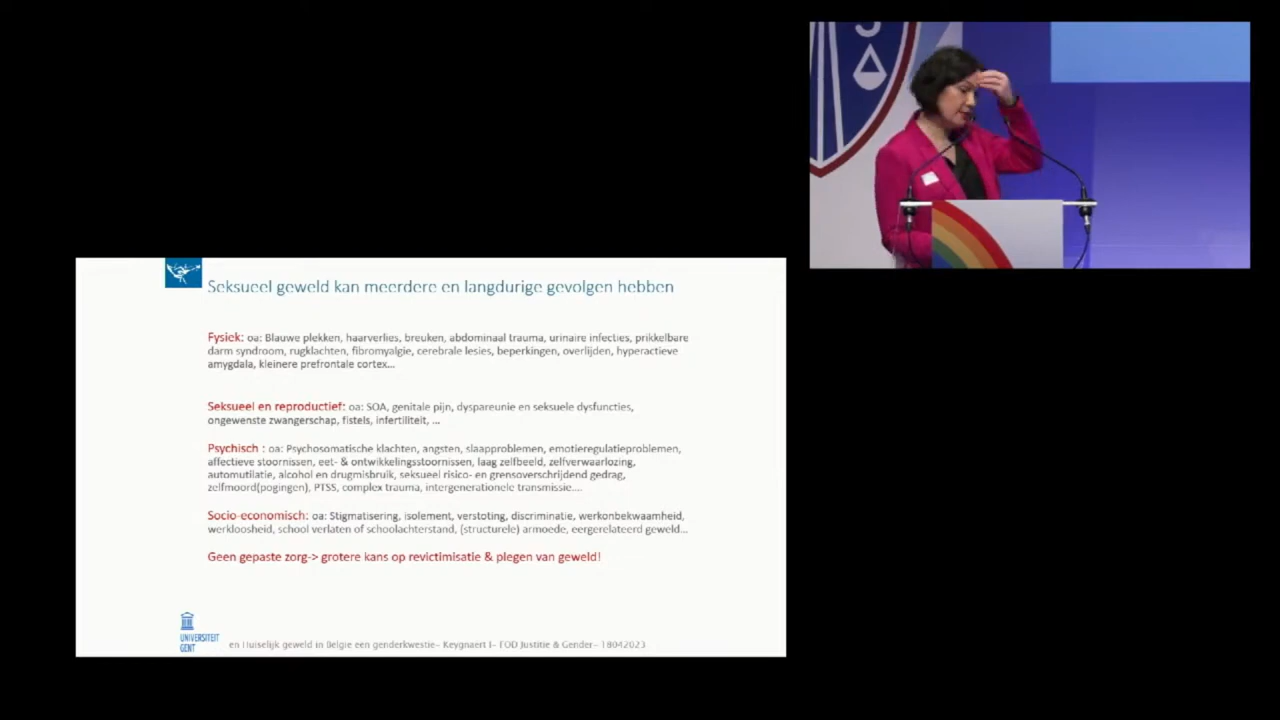 Seksueel geweld kan meerdere en langdurige gevolgen hebben
Fysiek: oa: Blauwe plekken, haarverlies, breuken, abdominaal trauma, urinaire infecties, prikkelbare
darm syndroom, rugklachten, fibromyalgie, cerebrale lesies, beperkingen, overlijden, hyperactieve
amygdala, kleinere prefrontale cortex...
Seksueel en reproductief: oa: SOA, genitale pijn, dyspareunie en seksuele dysfuncties,
ongewenste zwangerschap, fistels, infertiliteit, ...
Psychisch : oa: Psychosomatische klachten, angsten, slaapproblemen, emotieregulatieproblemen,
affectieve stoornissen, eet- & ontwikkelingsstoornissen, laag zelfbeeld, zelfverwaarlozing,
automutilatie, alcohol en drugmisbruik, seksueel risico- en grensoverschrijdend gedrag,
zelfmoord(pogingen), PTSS, complex trauma, intergenerationele transmissie....
Socio-economisch: oa: Stigmatisering, isolement, verstoting, discriminatie, werkonbekwaamheid,
werkloosheid, school verlaten of schoolachterstand, (structurele) armoede, eergerelateerd geweld...
Geen gepaste zorg-> grotere kans op revictimisatie & plegen van geweld!
UNIVERSITEIT
GENT
en Huiselijk geweld in Belgie een genderkwestie– Keygnaert I– FOD Justitie & Gender– 18042023